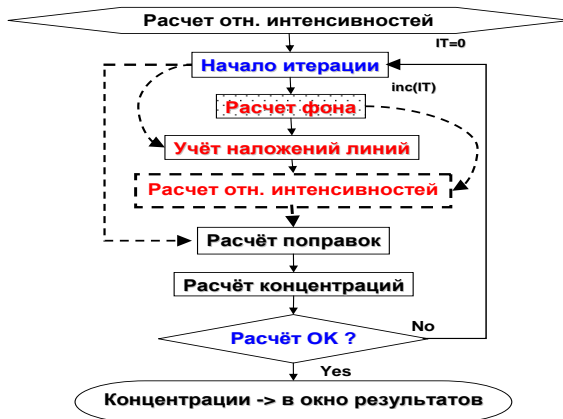 Расчет отн. интенсивностей
IT=0
Начало итерации
inc(IT)
Расчет фона
Учёт наложений линий
Расчет отн. интенсивностей
Расчёт поправок
Расчёт концентраций
Расчёт OK ?
No
Yes
Концентрации -> в окно результатов